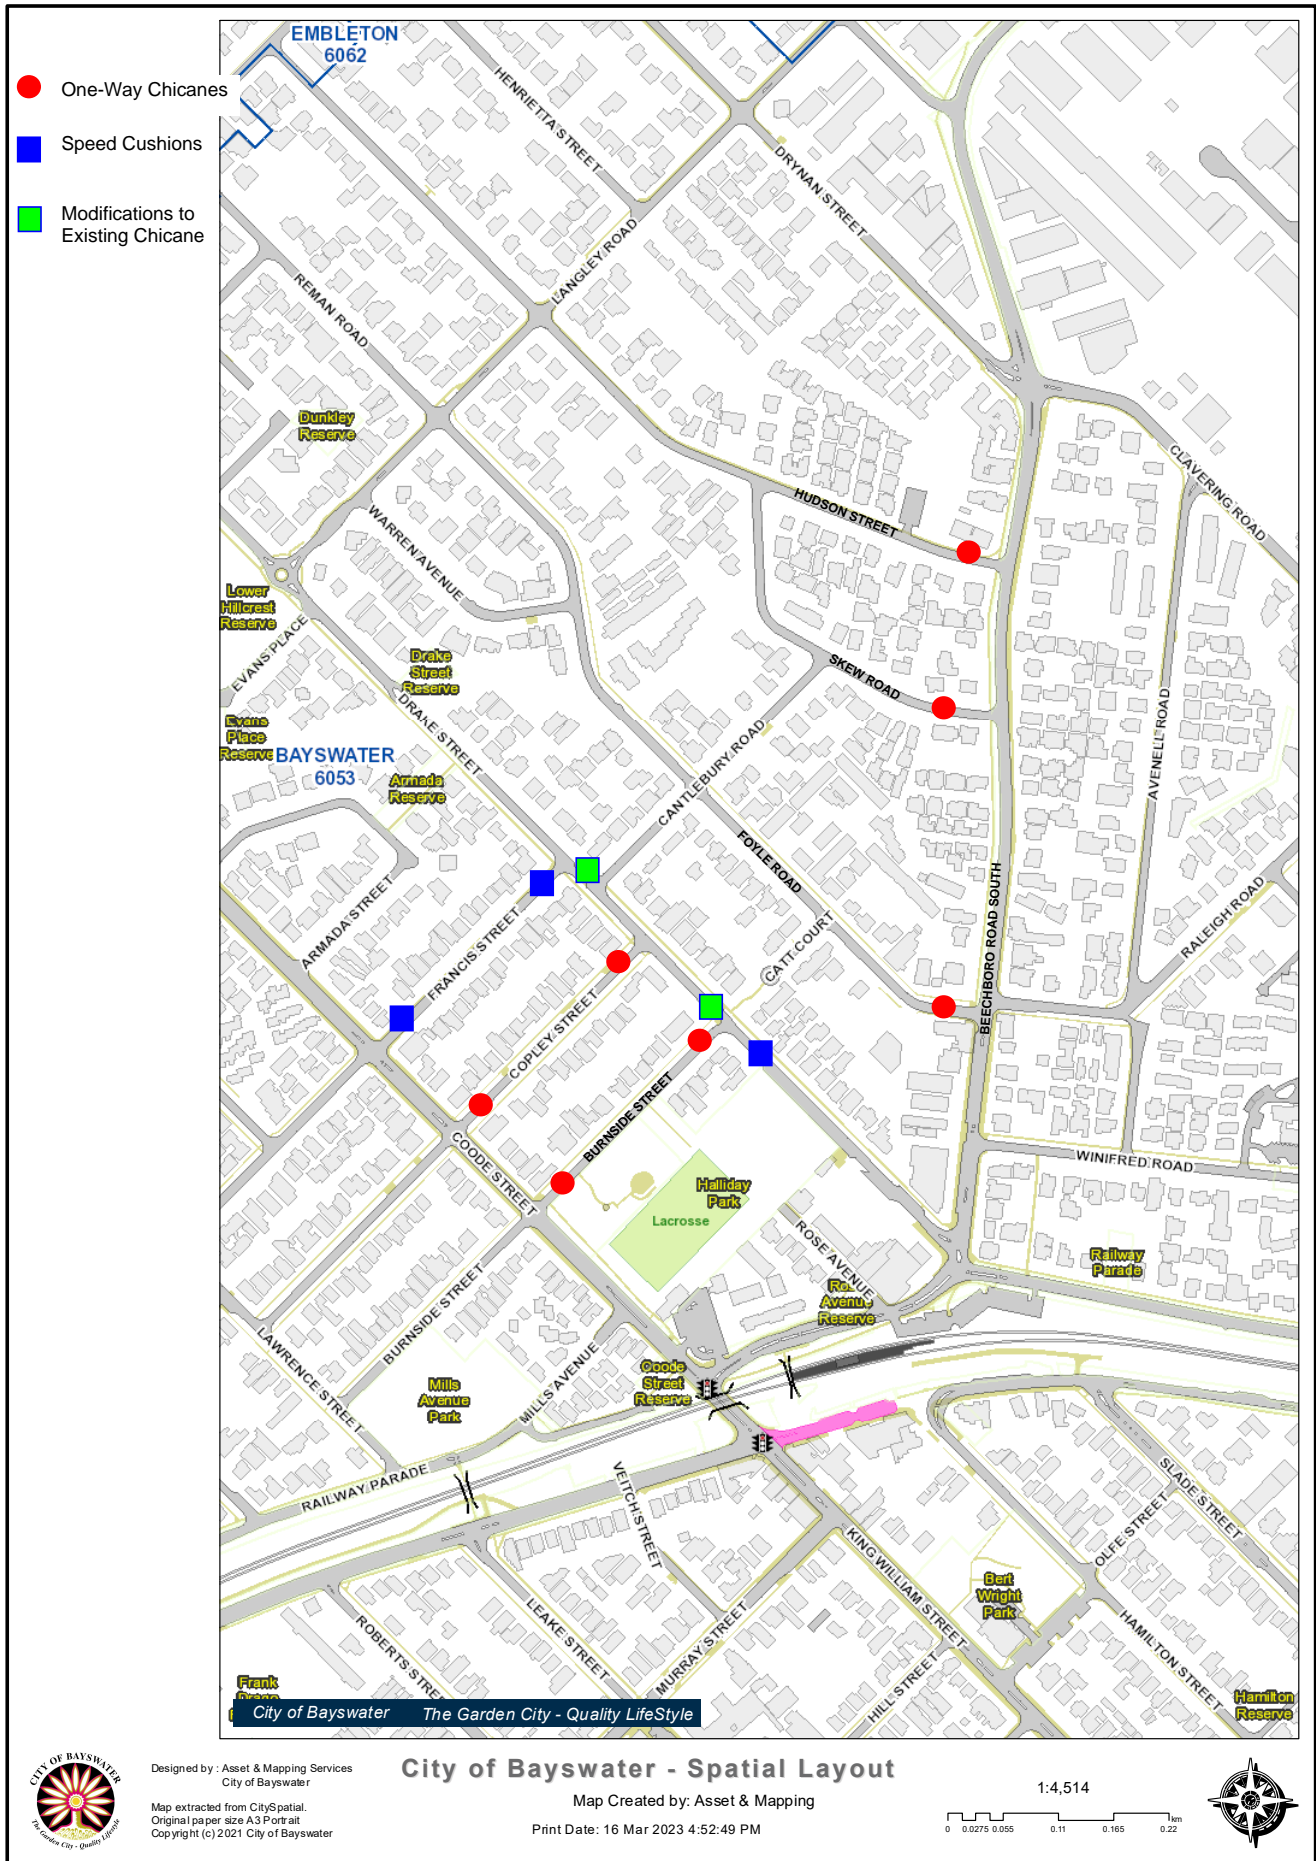 One-Way Chicanes
Speed Cushions
Modifications to
Existing Chicane
EMBLETON
6062
HENRIETTA STREET
DRYNAN STREET
LANGLEY ROAD
REMAN ROAD
Dunkley
Reserve
CLAVERING ROAD
HUDSON STREET
WARREN AVENUE
Lower
Hillcrest
Reserve
EVANS PLACE
Drake
Street
Reserve
SKEW ROAD
DRAKE STREET
AVENELL ROAD
Evans
Place
Reserve
BAYSWATER
6053
Armada
Reserve
CANTLEBURY ROAD
FOYLE ROAD
BEECHBORO ROAD SOUTH
ARMADA STREET
FRANCIS STREET
CATT COURT
RALEIGH ROAD
COPLEY STREET
BURNSIDE STREET
COODE STREET
WINIFRED ROAD
Halliday
Park
Lacrosse
ROSE AVENUE
Railway
Parade
Avenue
Reserve
BURNSIDE STREET
LAWRENCE STREET
Mills
Avenue
Park
MILLS AVENUE
Coode
Street
Reserve
RAILWAY PARADE
VEITCH STREET
SLADE STREET
OLFE STREET
KING WILLIAM STREET
Bert
Wright
Park
LEAKE STREET
HAMILTON STREET
ROBERTS STRE
MURRAY STREET
HILL STREET
Frank
Drago
Hamilton
Reserve
City of Bayswater The Garden City - Quality LifeStyle
CITY OF BAYSWATER
The Garden City - Quality Lifestyle
Designed by : Asset & Mapping Services
City of Bayswater
Map extracted from CitySpatial.
Original paper size A3 Portrait
Copyright (c) 2021 City of Bayswater
City of Bayswater - Spatial Layout
Map Created by: Asset & Mapping
Print Date: 16 Mar 2023 4:52:49 PM
1:4,514
km
0 0.0275 0.055 0.11 0.165 0.22